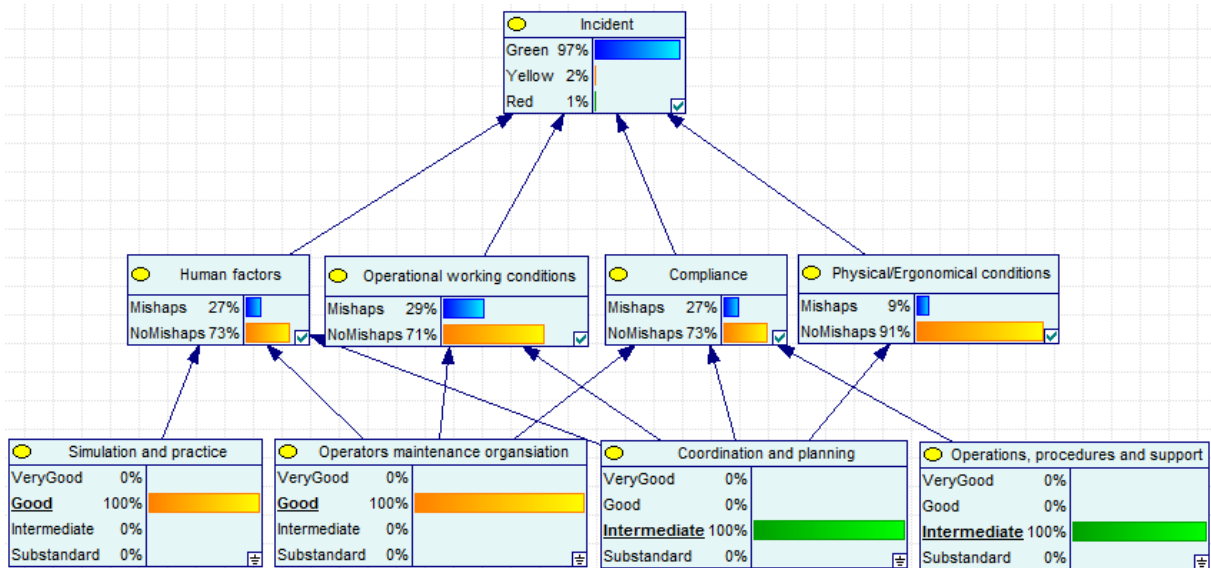 Incident
Green 97%
Yellow 2%
Red 1%
Human factors
Mishaps 27%
NoMishaps 73%
Operational working conditions
Mishaps 29%
NoMishaps 71%
Compliance
Mishaps 27%
NoMishaps 73%
Physical/Ergonomical conditions
Mishaps 9%
NoMishaps 91%
Simulation and practice
VeryGood 0%
Good 100%
Intermediate 0%
Substandard 0%
Operators maintenance organsiation
VeryGood 0%
Good 100%
Intermediate 0%
Substandard 0%
Coordination and planning
VeryGood 0%
Good 0%
Intermediate 100%
Substandard 0%
Operations, procedures and support
VeryGood 0%
Good 0%
Intermediate 100%
Substandard 0%